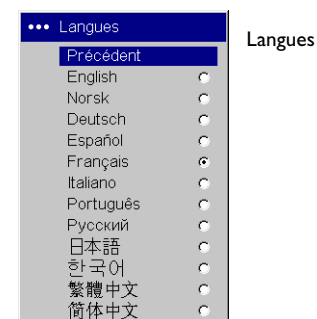 ••• Langues
Langues
Précédent
English
Norsk
Deutsch
Español
Français
Italiano
Português
Русский
日本語
한국어
繁體中文
简体中文